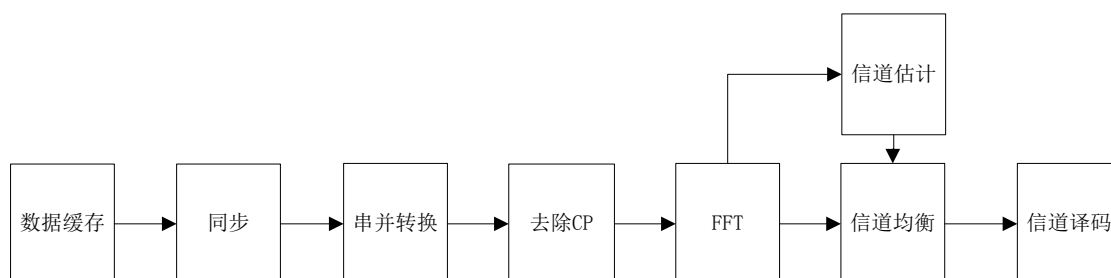 信道估计
数据缓存
同步
串并转换
去除CP
FFT
信道均衡
信道译码